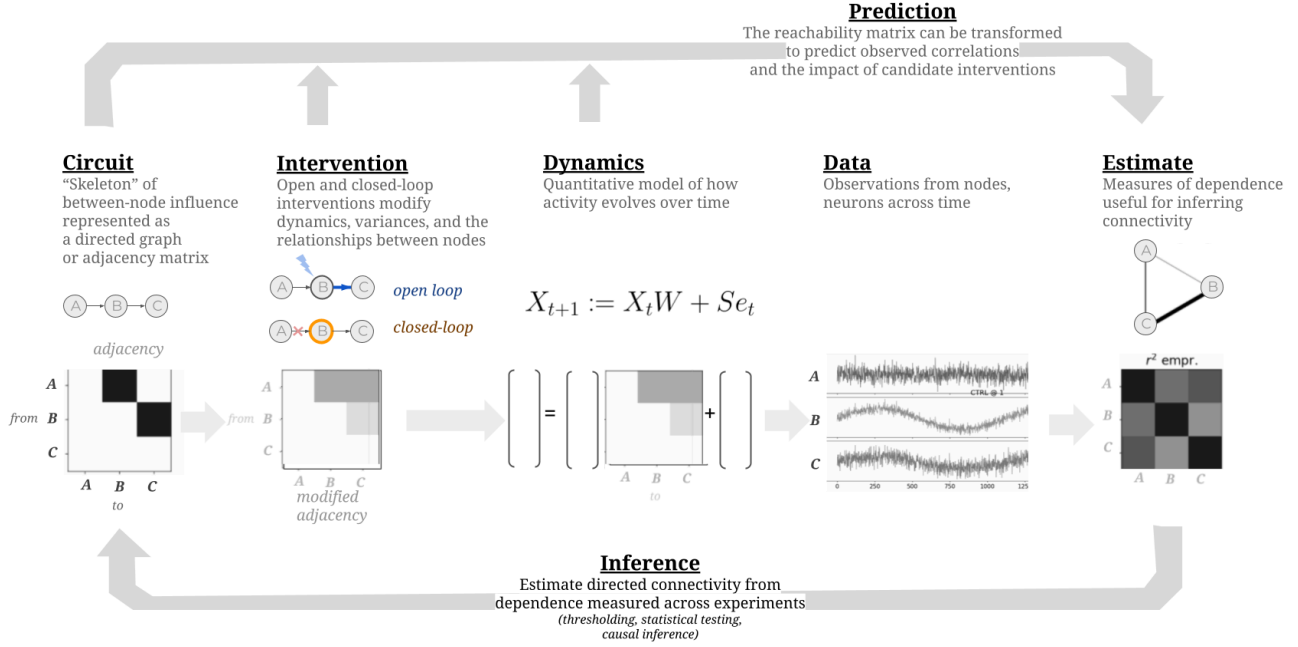 Prediction
The reachability matrix can be transformed
to predict observed correlations
and the impact of candidate interventions
Circuit
“Skeleton” of
between-node influence
represented as
a directed graph
or adjacency matrix
A B C
adjacency
A
from B
C
A B C
to
Intervention
Open and closed-loop
interventions modify
dynamics, variances, and the
relationships between nodes
A B C open loop
A B C closed-loop
A
from B
C
A B C
modified
adjacency
Dynamics
Quantitative model of how
activity evolves over time
X_{t+1} := X_t W + S e_t
= +
A B C
to
Data
Observations from nodes,
neurons across time
A
CTRL @ 1
B
C
0 250 500 750 1000 125
Estimate
Measures of dependence
useful for inferring
connectivity
A
B
C
r² empr.
A
B
C
A B C
Inference
Estimate directed connectivity from
dependence measured across experiments
(thresholding, statistical testing,
causal inference)